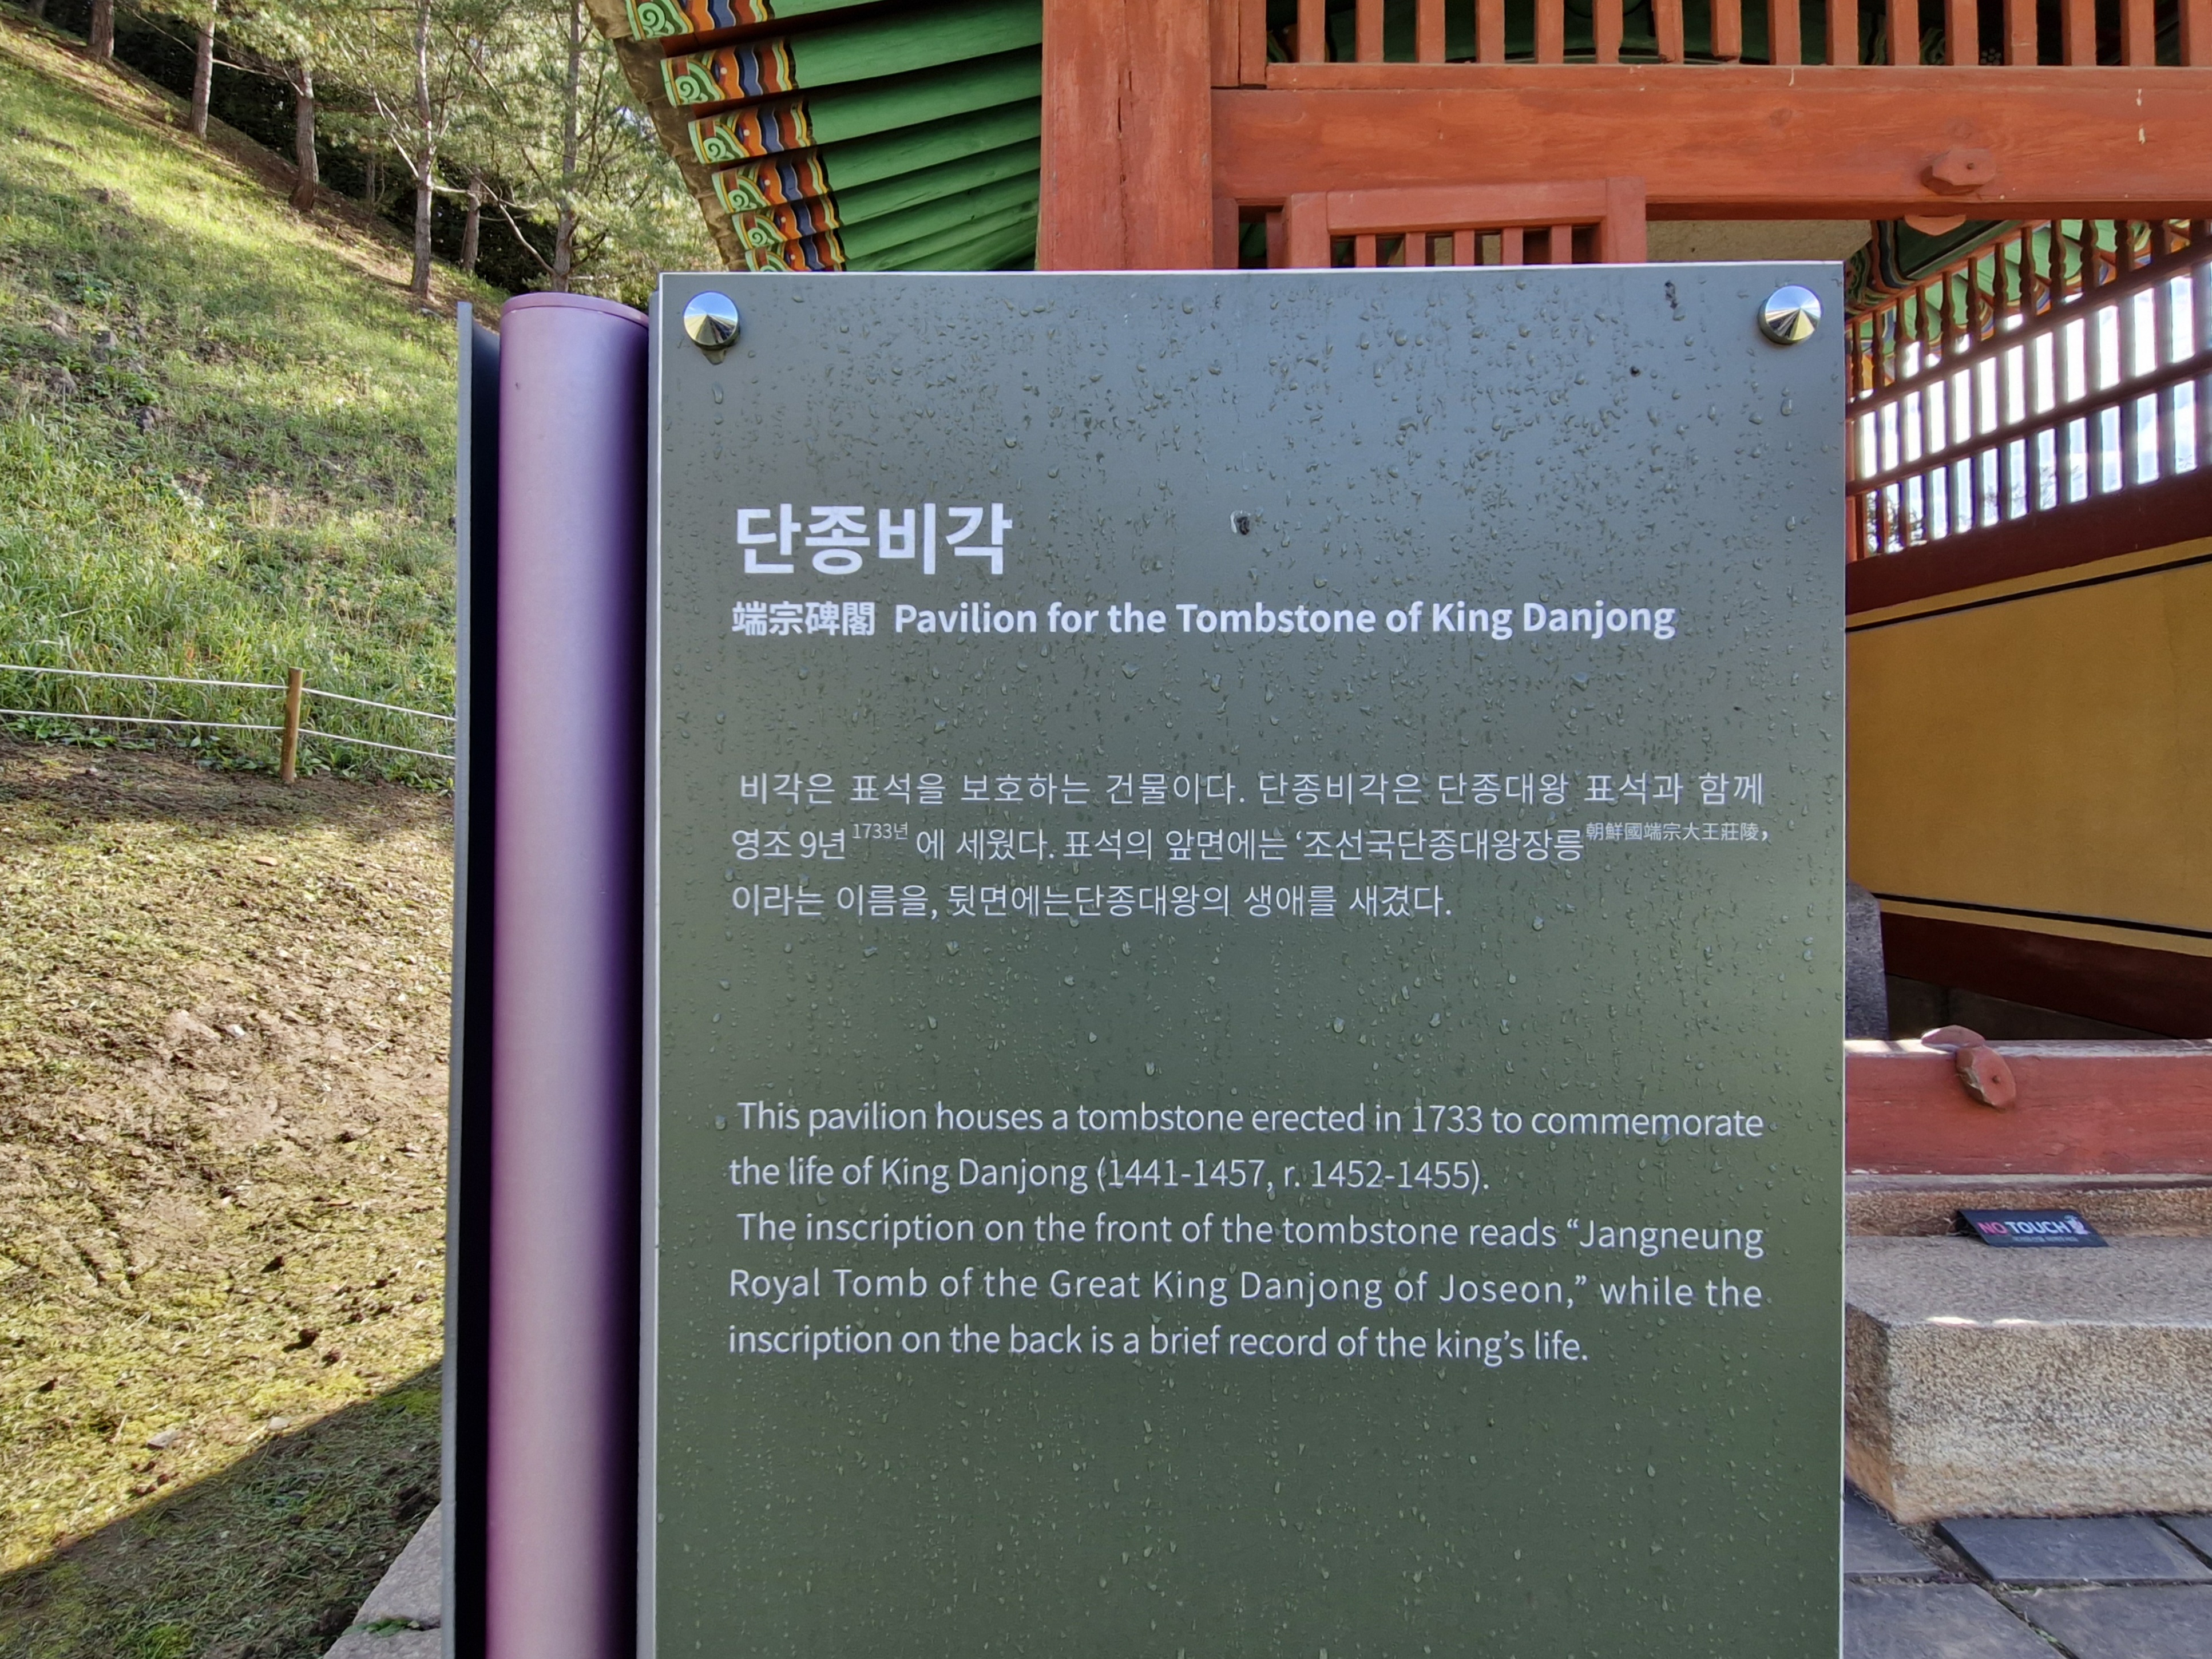 단종비각
端宗碑閣 Pavilion for the Tombstone of King Danjong
비각은 표석을 보호하는 건물이다. 단종비각은 단종대왕 표석과 함께
영조 9년 1733년 에 세웠다. 표석의 앞면에는 ‘조선국단종대왕장릉朝鮮國端宗大王莊陵’
이라는 이름을, 뒷면에는단종대왕의 생애를 새겼다.
This pavilion houses a tombstone erected in 1733 to commemorate
the life of King Danjong (1441-1457, r. 1452-1455).
The inscription on the front of the tombstone reads “Jangneung
Royal Tomb of the Great King Danjong of Joseon,” while the
inscription on the back is a brief record of the king’s life.
NO TOUCH